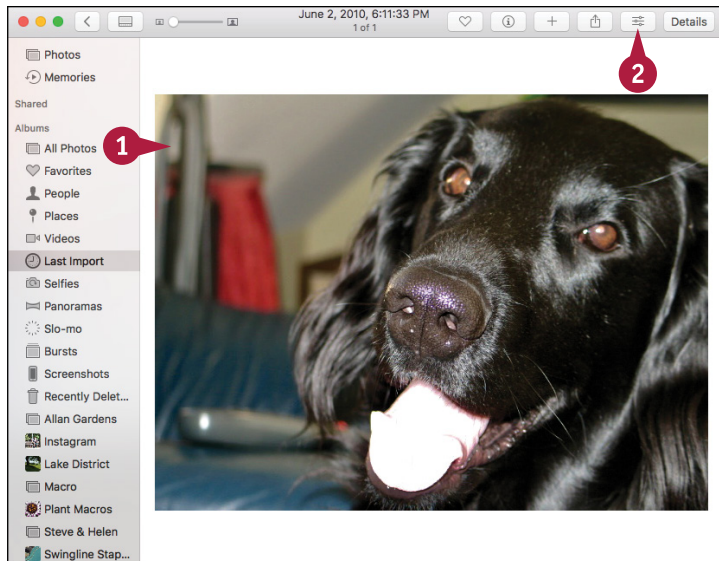 June 2, 2010, 6:11:33 PM
1 of 1
Details
2
Photos
Memories
Shared
Albums
1
All Photos
Favorites
People
Places
Videos
Last Import
Selfies
Panoramas
Slo-mo
Bursts
Screenshots
Recently Delet...
Allan Gardens
Instagram
Lake District
Macro
Plant Macros
Steve & Helen
Swingline Stap...